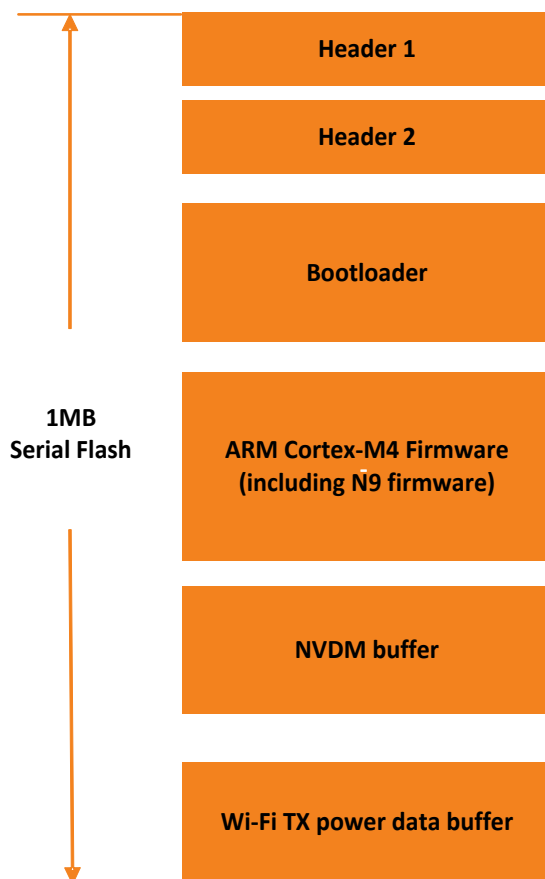 Header 1
Header 2
Bootloader
1MB
Serial Flash
ARM Cortex-M4 Firmware
(including N9 firmware)
NVDM buffer
Wi-Fi TX power data buffer